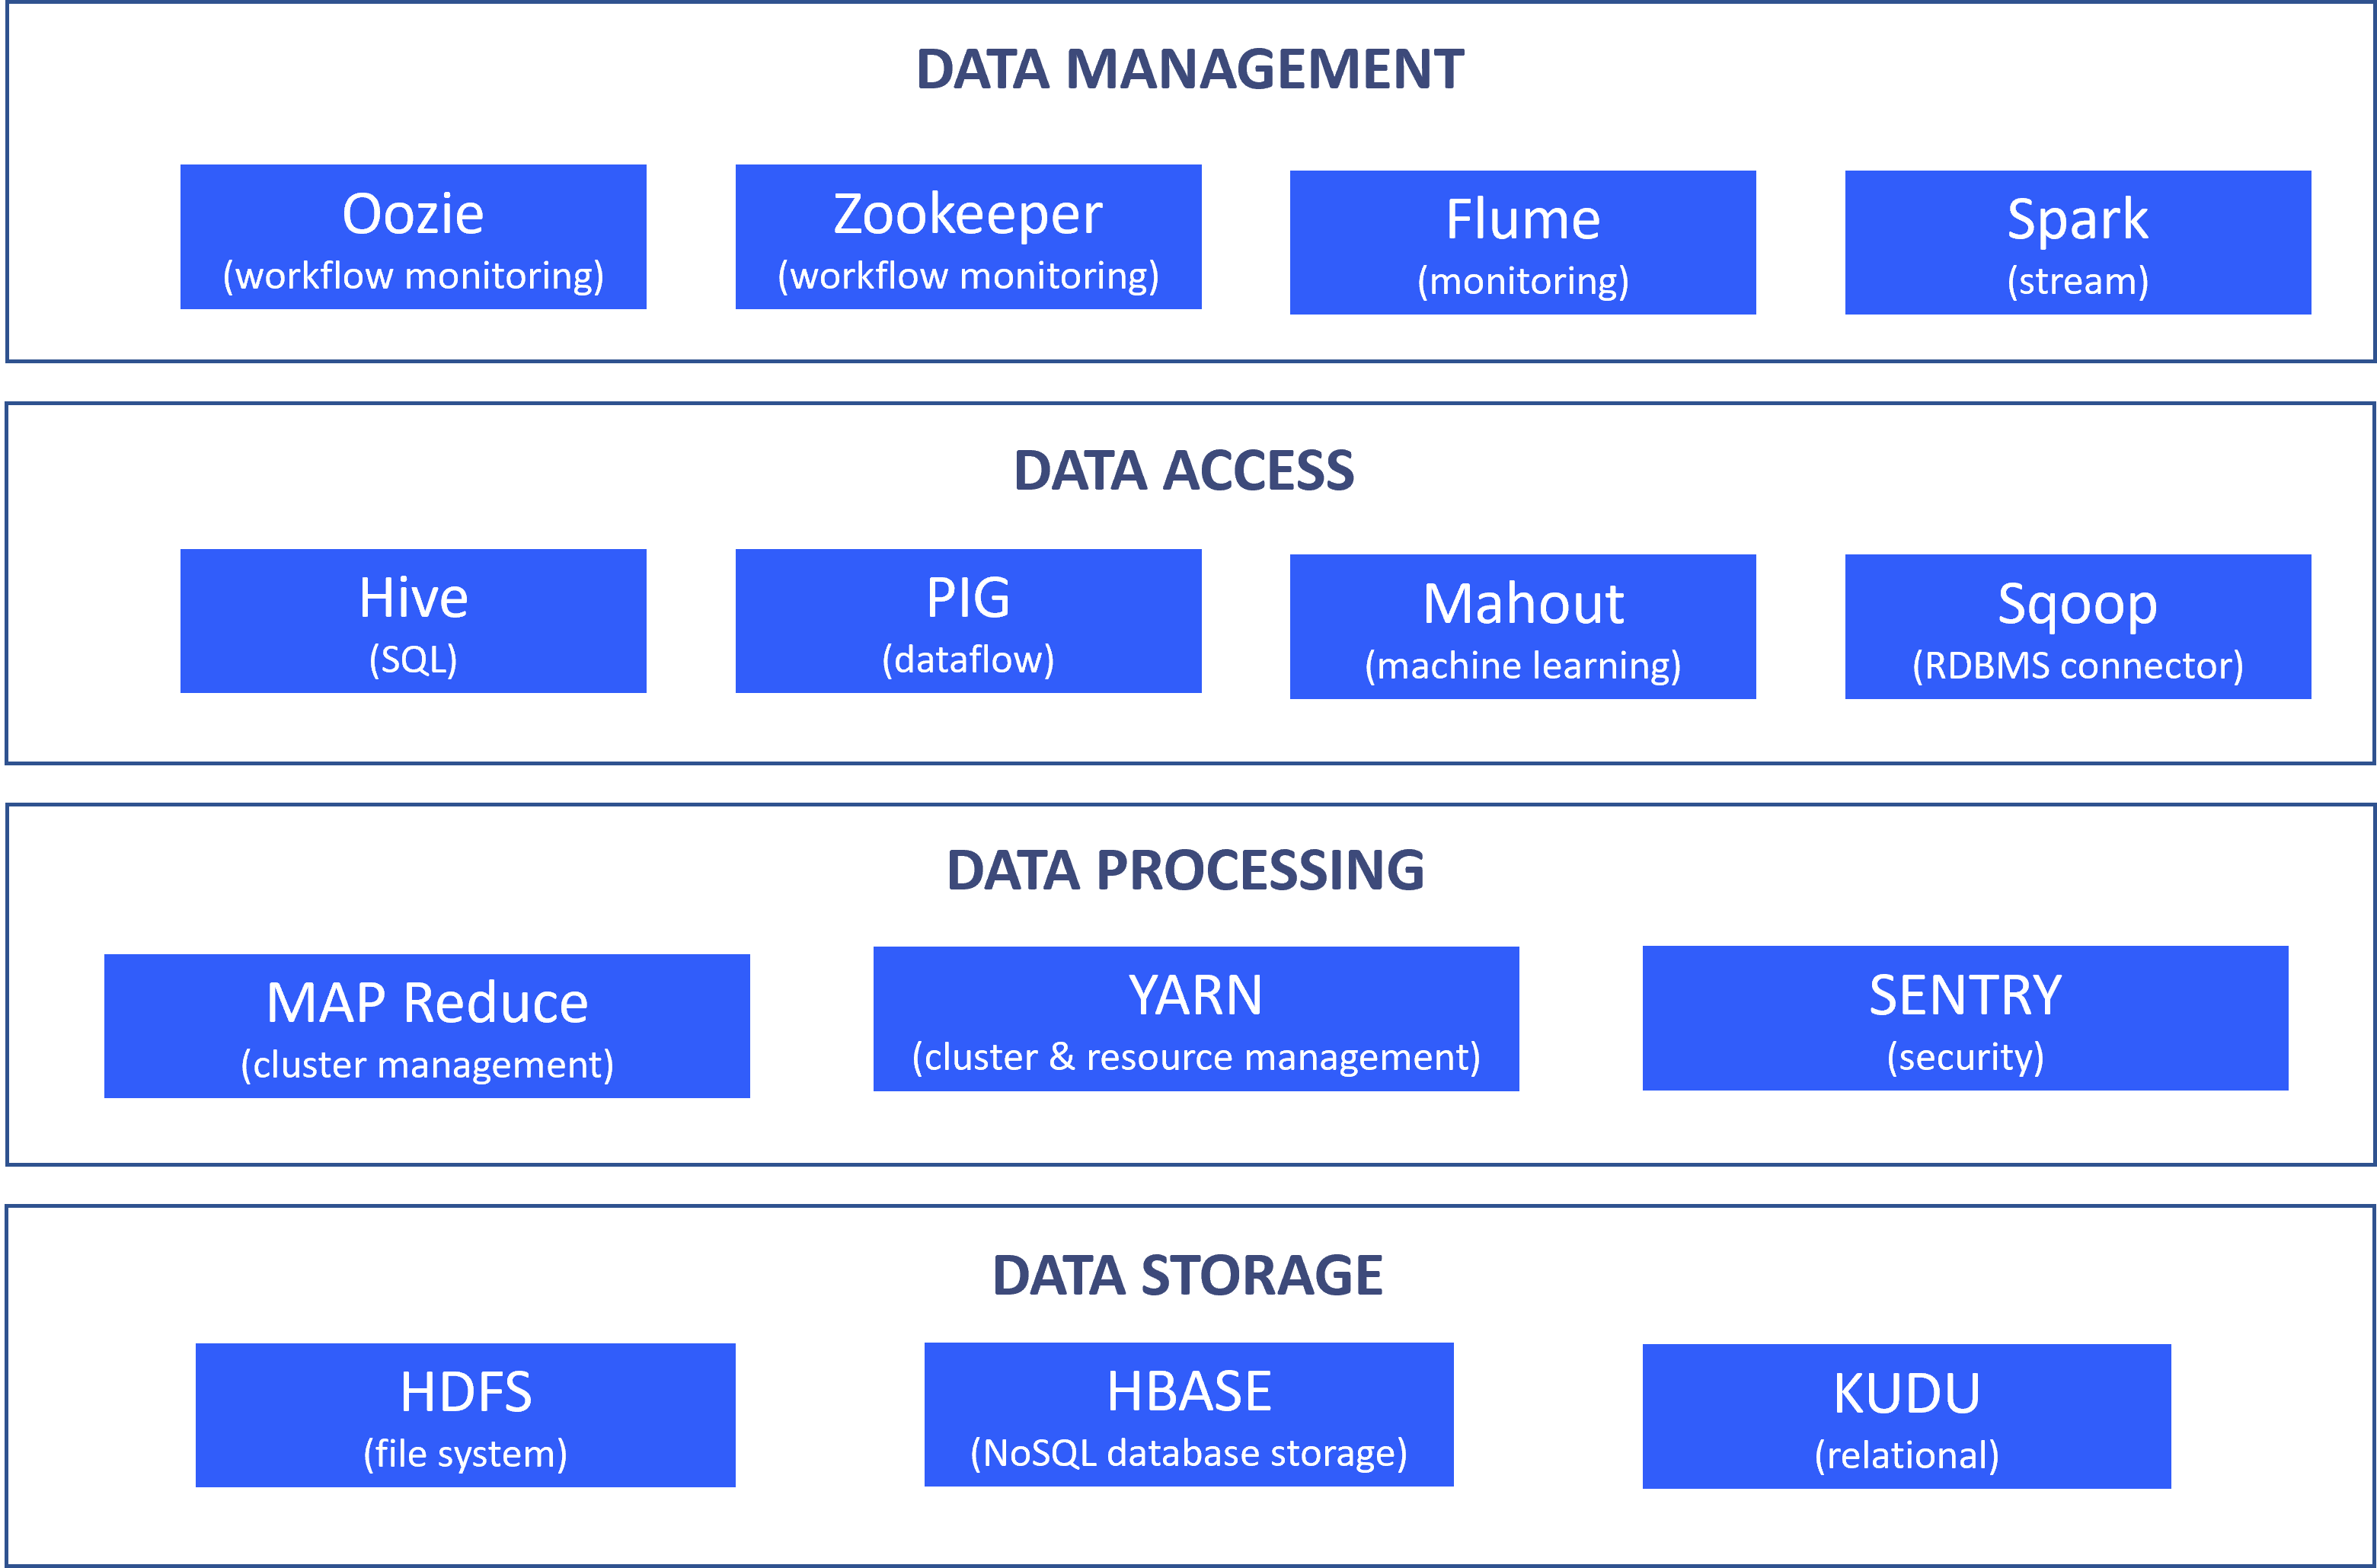 DATA MANAGEMENT
Oozie
(workflow monitoring)
Zookeeper
(workflow monitoring)
Flume
(monitoring)
Spark
(stream)
DATA ACCESS
Hive
(SQL)
PIG
(dataflow)
Mahout
(machine learning)
Sqoop
(RDBMS connector)
DATA PROCESSING
MAP Reduce
(cluster management)
YARN
(cluster & resource management)
SENTRY
(security)
DATA STORAGE
HDFS
(file system)
HBASE
(NoSQL database storage)
KUDU
(relational)